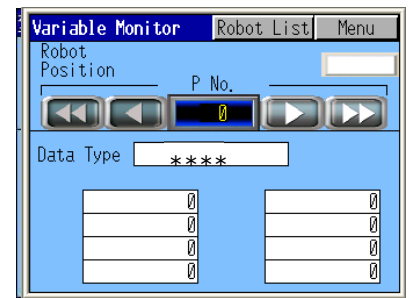 Variable Monitor Robot List Menu
Robot
Position
P No.
0
Data Type ****
0 0
0 0
0 0
0 0